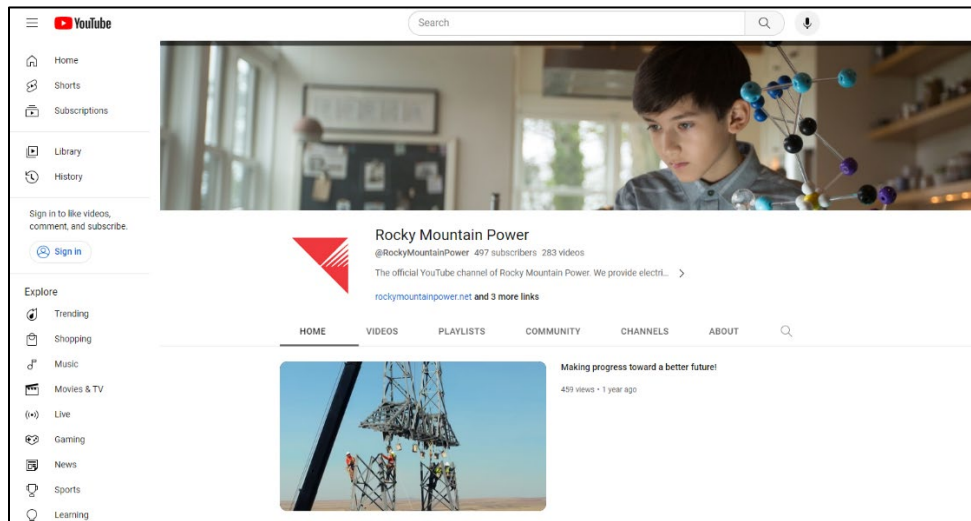 YouTube
Search
Home
Shorts
Subscriptions
Library
History
Sign in to like videos,
comment, and subscribe.
Sign in
Explore
Trending
Shopping
Music
Movies & TV
Live
Gaming
News
Sports
Learning
Rocky Mountain Power
@RockyMountainPower 497 subscribers 283 videos
The official YouTube channel of Rocky Mountain Power. We provide electri...
rockymountainpower.net and 3 more links
HOME VIDEOS PLAYLISTS COMMUNITY CHANNELS ABOUT
Making progress toward a better future!
459 views • 1 year ago